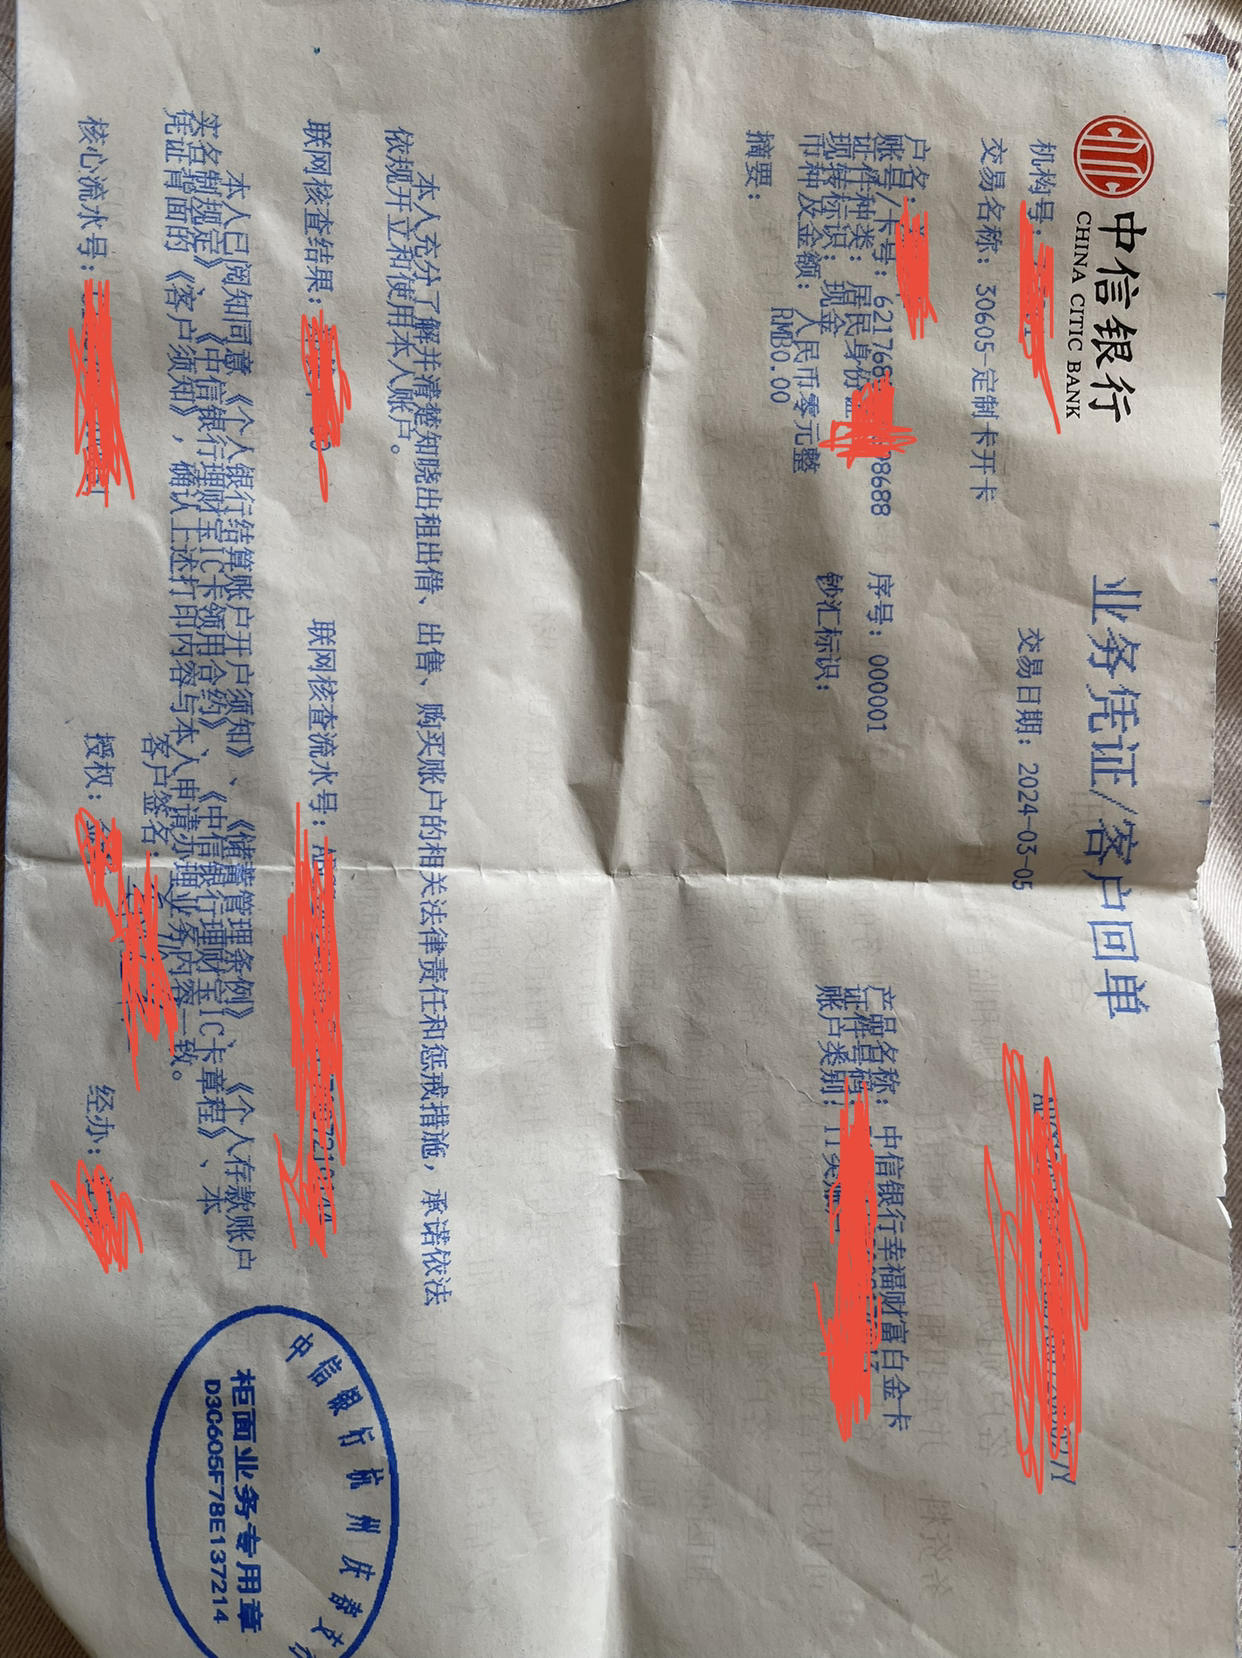 中信银行
CHINA CITIC BANK
业务凭证/客户回单
机构号：
交易日期：2024-03-05
交易名称：30605-定制卡开卡
户名：
账号/卡号：621768 08688 序号：000001 产品名称：中信银行幸福财富白金卡
证件种类：居民身份证 证件号码：
现转标识：现金 钞汇标识： 账户类别：II类
币种及金额：人民币零元整
RMB0.00
摘要：
本人充分了解并清楚知晓出租出借、出售、购买账户的相关法律责任和惩戒措施，承诺依法
依规开立和使用本人账户。
联网核查结果： 联网核查流水号：
本人已阅知同意《个人银行结算账户开户须知》、《储蓄管理条例》、《个人存款账户
实名制规定》、《中信银行理财宝IC卡领用合约》、《中信银行理财宝IC卡章程》、本
凭证背面的《客户须知》，确认上述打印内容与本人申请办理业务内容一致。
客户签名：
核心流水号： 授权： 经办：
中信银行杭州
柜面业务专用章
D3C605F78E137214